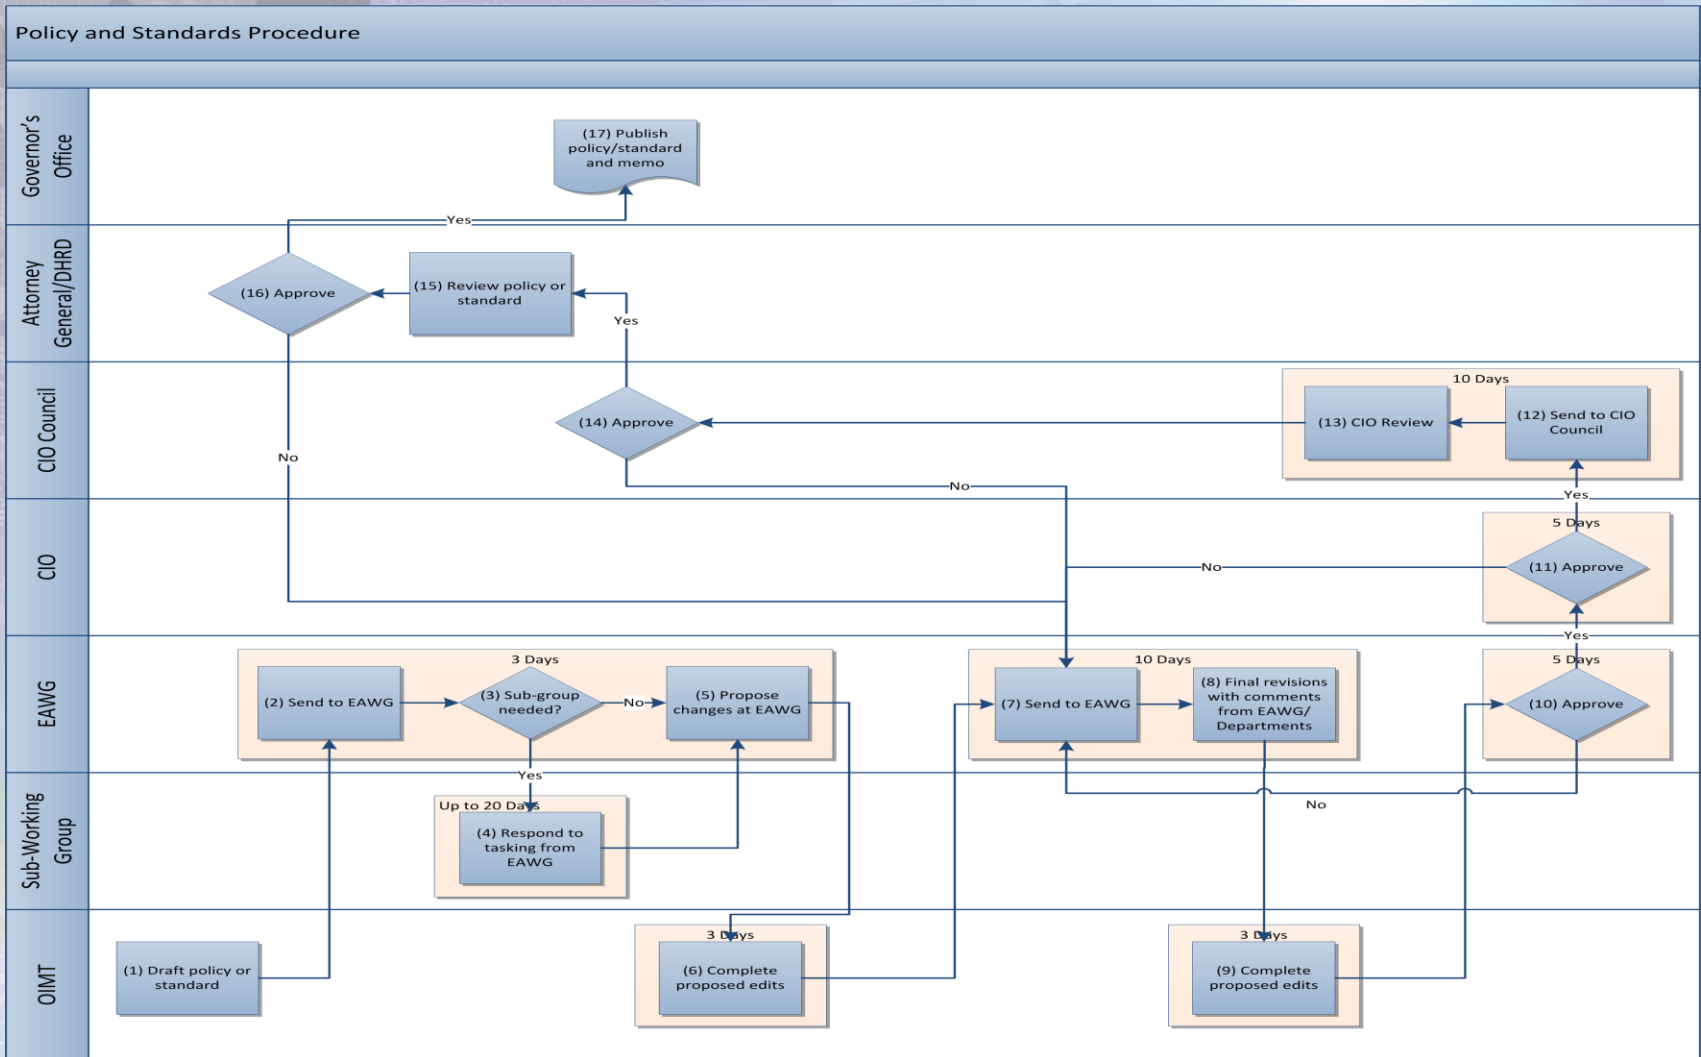 Policy and Standards Procedure
Governor's
Office
(17) Publish
policy/standard
and memo
Yes
Attorney
General/DHRD
(16) Approve
(15) Review policy or
standard
Yes
CIO Council
No
(14) Approve
No
10 Days
(13) CIO Review
(12) Send to CIO
Council
Yes
CIO
No
5 Days
(11) Approve
Yes
EAWG
3 Days
(2) Send to EAWG
(3) Sub-group
needed?
No
(5) Propose
changes at EAWG
10 Days
(7) Send to EAWG
(8) Final revisions
with comments
from EAWG/
Departments
5 Days
(10) Approve
Yes
No
Sub-Working
Group
Up to 20 Days
(4) Respond to
tasking from
EAWG
OIMT
(1) Draft policy or
standard
3 Days
(6) Complete
proposed edits
3 Days
(9) Complete
proposed edits